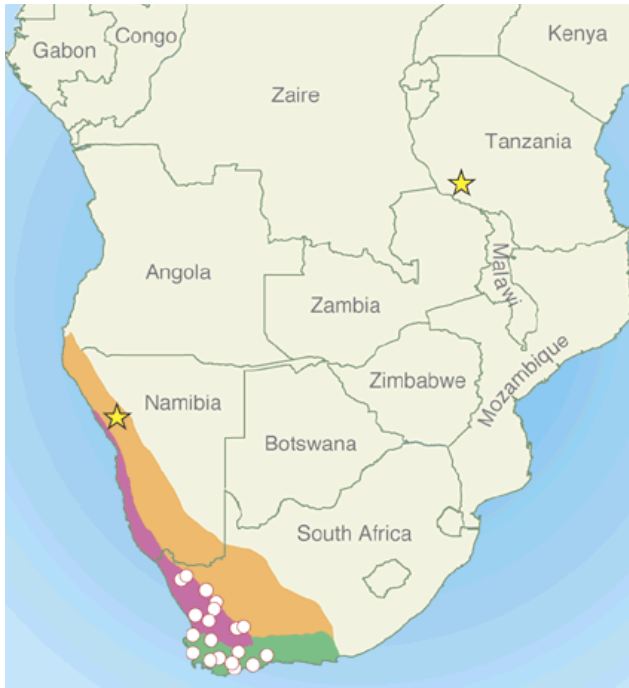 Congo
Kenya
Gabon
Zaire
Tanzania
Angola
Malawi
Zambia
Mozambique
Zimbabwe
Namibia
Botswana
South Africa